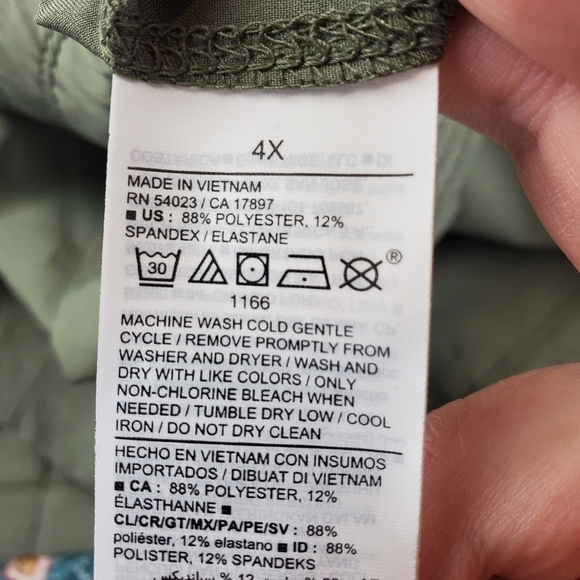 4X
MADE IN VIETNAM
RN 54023 / CA 17897
■ US : 88% POLYESTER, 12%
SPANDEX / ELASTANE
30
®
1166
MACHINE WASH COLD GENTLE
CYCLE / REMOVE PROMPTLY FROM
WASHER AND DRYER / WASH AND
DRY WITH LIKE COLORS / ONLY
NON-CHLORINE BLEACH WHEN
NEEDED / TUMBLE DRY LOW / COOL
IRON / DO NOT DRY CLEAN
HECHO EN VIETNAM CON INSUMOS
IMPORTADOS / DIBUAT DI VIETNAM
■ CA : 88% POLYESTER, 12%
ÉLASTHANNE ■
CL/CR/GT/MX/PA/PE/SV : 88%
poliéster, 12% elastano ■ ID : 88%
POLISTER, 12% SPANDEKS